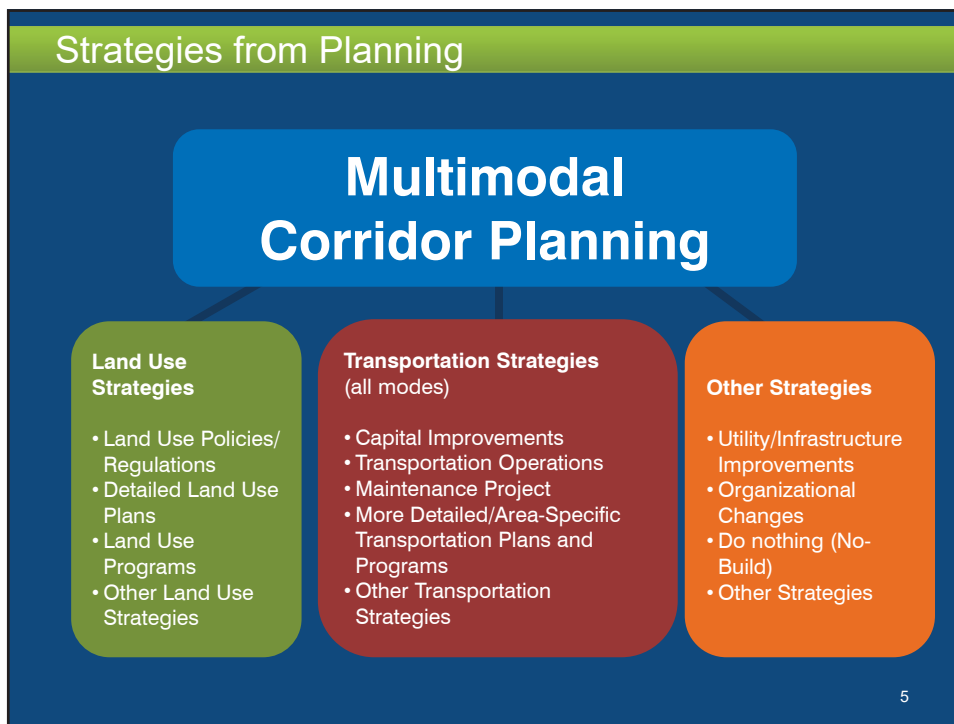 Strategies from Planning
Multimodal
Corridor Planning
Land Use
Strategies
• Land Use Policies/
Regulations
• Detailed Land Use
Plans
• Land Use
Programs
• Other Land Use
Strategies
Transportation Strategies
(all modes)
• Capital Improvements
• Transportation Operations
• Maintenance Project
• More Detailed/Area-Specific
Transportation Plans and
Programs
• Other Transportation
Strategies
Other Strategies
• Utility/Infrastructure
Improvements
• Organizational
Changes
• Do nothing (No-
Build)
• Other Strategies
5